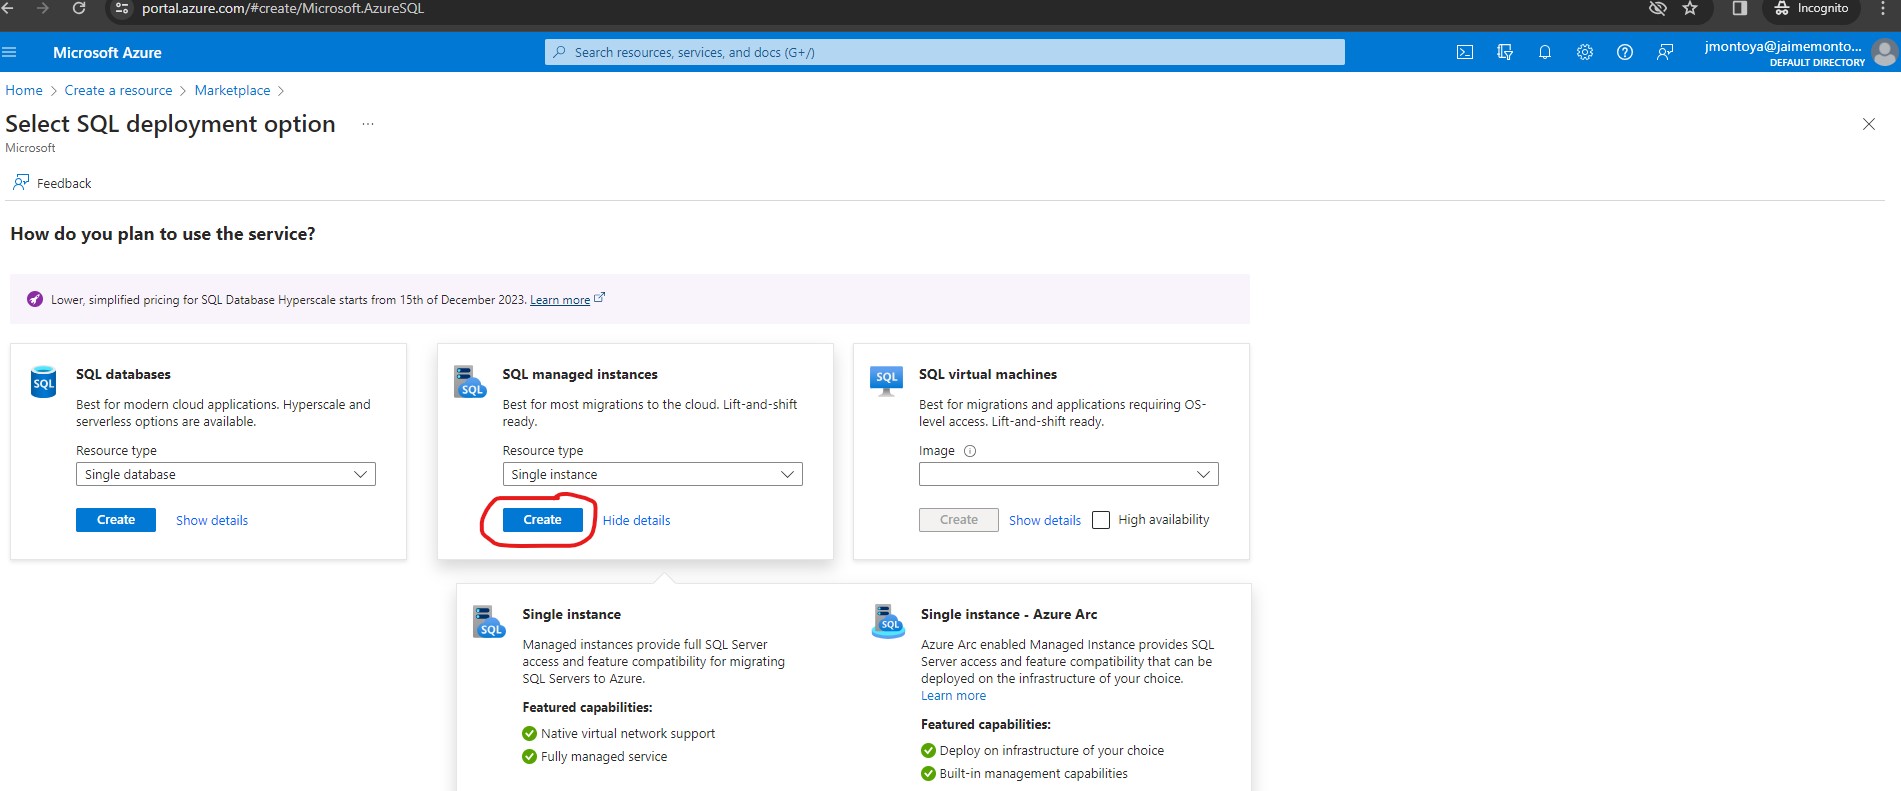 portal.azure.com/#create/Microsoft.AzureSQL
Incognito
Microsoft Azure
Search resources, services, and docs (G+/)
jmontoya@jaimemonto...
DEFAULT DIRECTORY
Home > Create a resource > Marketplace >
Select SQL deployment option ...
Microsoft
Feedback
How do you plan to use the service?
Lower, simplified pricing for SQL Database Hyperscale starts from 15th of December 2023. Learn more
SQL
SQL databases
Best for modern cloud applications. Hyperscale and
serverless options are available.
Resource type
Single database
Create Show details
SQL
SQL managed instances
Best for most migrations to the cloud. Lift-and-shift
ready.
Resource type
Single instance
Create Hide details
SQL
SQL virtual machines
Best for migrations and applications requiring OS-
level access. Lift-and-shift ready.
Image
Create Show details High availability
SQL
Single instance
Managed instances provide full SQL Server
access and feature compatibility for migrating
SQL Servers to Azure.
Featured capabilities:
Native virtual network support
Fully managed service
SQL
Single instance - Azure Arc
Azure Arc enabled Managed Instance provides SQL
Server access and feature compatibility that can be
deployed on the infrastructure of your choice.
Learn more
Featured capabilities:
Deploy on infrastructure of your choice
Built-in management capabilities